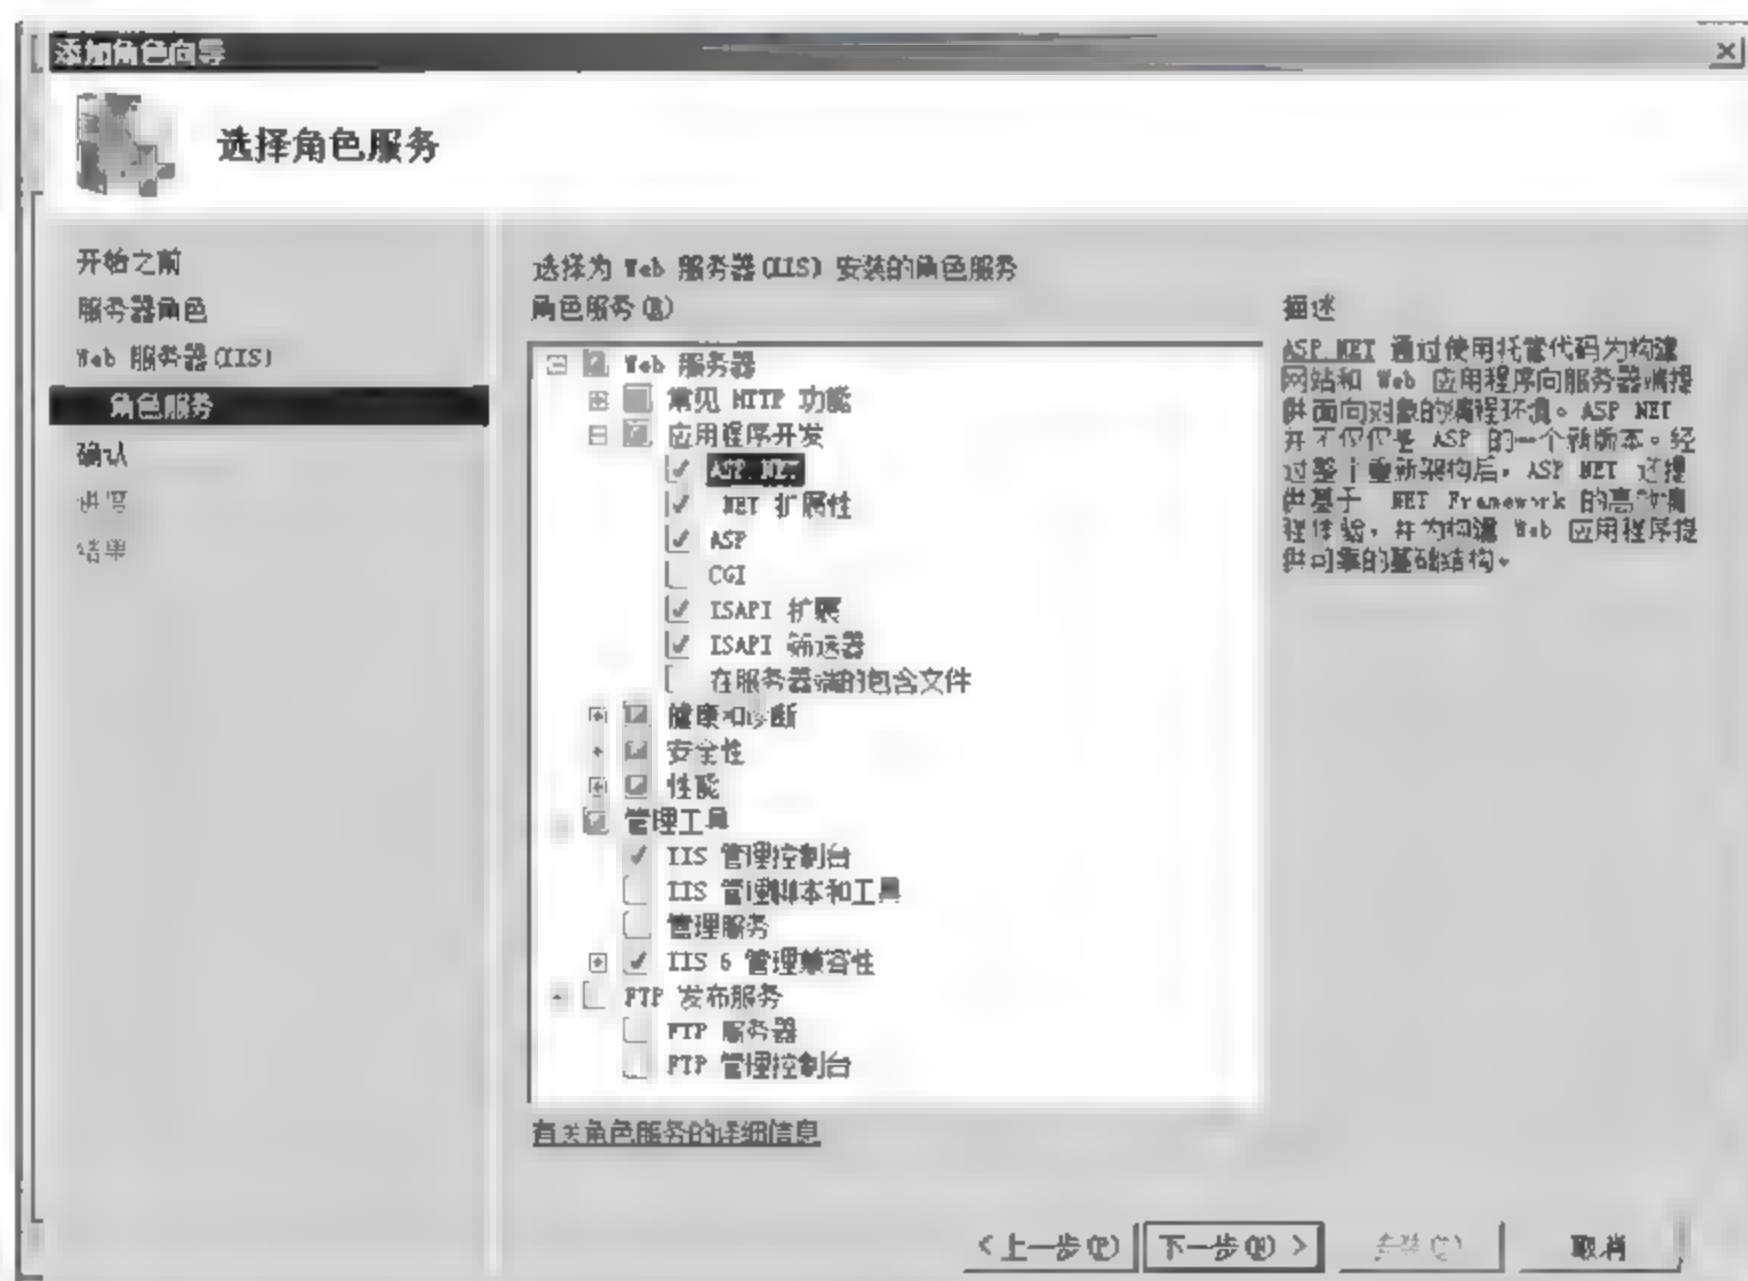 添加角色向导
选择角色服务
开始之前
服务器角色
Web 服务器(IIS)
角色服务
确认
进度
结果
选择为 Web 服务器(IIS) 安装的角色服务
角色服务(R)
Web 服务器
常见 HTTP 功能
应用程序开发
ASP.NET
.NET 扩展性
ASP
CGI
ISAPI 扩展
ISAPI 筛选器
在服务器端的包含文件
健康和诊断
安全性
性能
管理工具
IIS 管理控制台
IIS 管理脚本和工具
管理服务
IIS 6 管理兼容性
FTP 发布服务
FTP 服务器
FTP 管理控制台
有关角色服务的详细信息
描述
ASP.NET 通过使用托管代码为构建
网站和 Web 应用程序向服务器端提
供面向对象的编程环境。ASP.NET
并不仅仅是 ASP 的一个新版本。经
过整个重新架构后，ASP.NET 还提
供基于 .NET Framework 的高效编
程体验，并为构建 Web 应用程序提
供可靠的基础结构。
<上一步(P)
下一步(N) >
安装(I)
取消